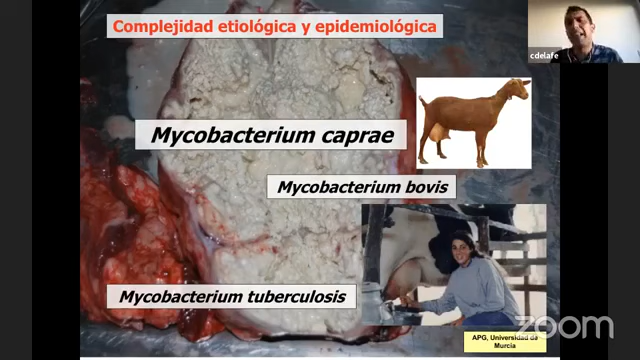 Complejidad etiológica y epidemiológica
cdelafe
Mycobacterium caprae
Mycobacterium bovis
Mycobacterium tuberculosis
APG, Universidad de
Murcia
zoom